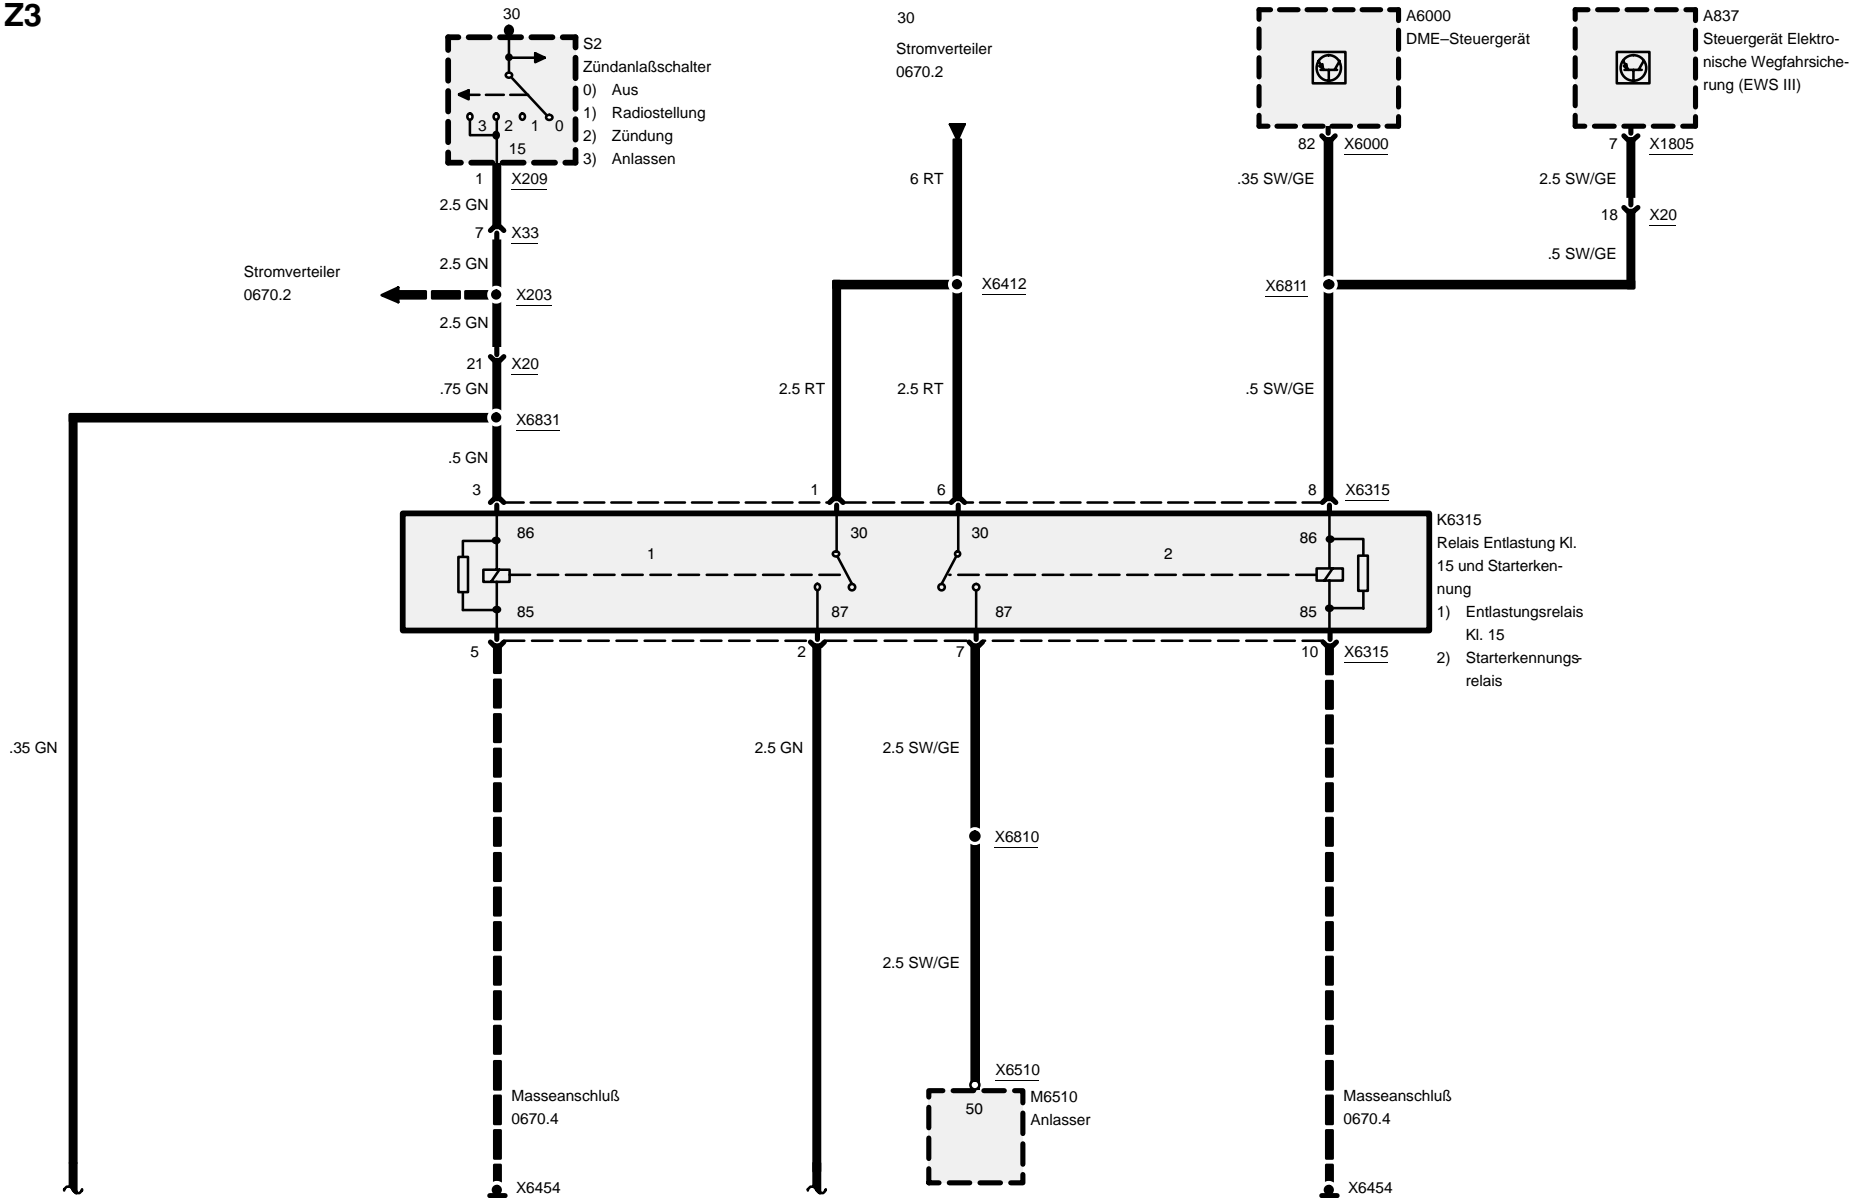 Z3
30
S2
Zündanlaßschalter
0) Aus
1) Radiostellung
2) Zündung
3) Anlassen
3 2 1 0
15
1 X209
2.5 GN
7 X33
2.5 GN
Stromverteiler
0670.2
X203
2.5 GN
21 X20
.75 GN
X6831
.5 GN
30
Stromverteiler
0670.2
6 RT
X6412
2.5 RT
2.5 RT
A6000
DME–Steuergerät
82 X6000
.35 SW/GE
A837
Steuergerät Elektro-
nische Wegfahrsiche-
rung (EWS III)
7 X1805
2.5 SW/GE
18 X20
.5 SW/GE
X6811
.5 SW/GE
3 1 6 8 X6315
86 30 30 86
1 2
85 87 87 85
K6315
Relais Entlastung Kl.
15 und Starterken-
nung
1) Entlastungsrelais
Kl. 15
2) Starterkennungs-
relais
5 2 7 10 X6315
.35 GN
2.5 GN
2.5 SW/GE
X6810
2.5 SW/GE
X6510
50
M6510
Anlasser
Masseanschluß
0670.4
X6454
Masseanschluß
0670.4
X6454